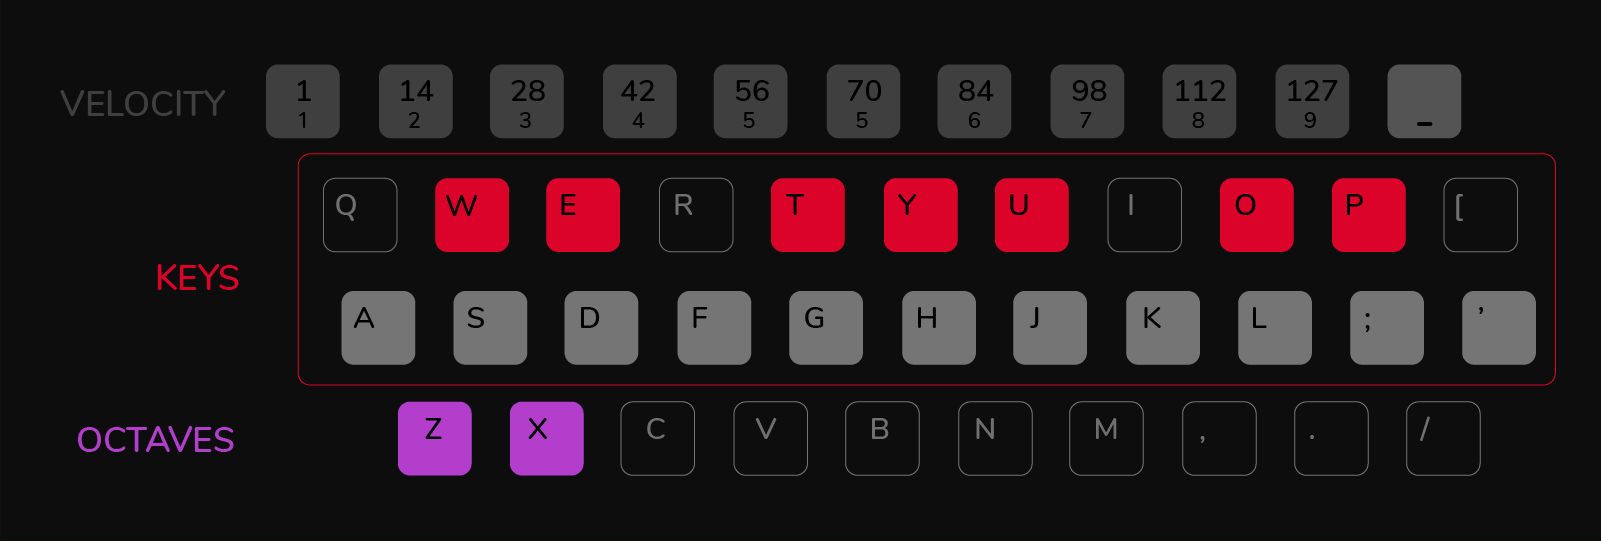 VELOCITY 1 14 28 42 56 70 84 98 112 127 _
1 2 3 4 5 5 6 7 8 9
Q W E R T Y U I O P [
KEYS
A S D F G H J K L ; ’
OCTAVES Z X C V B N M , . /